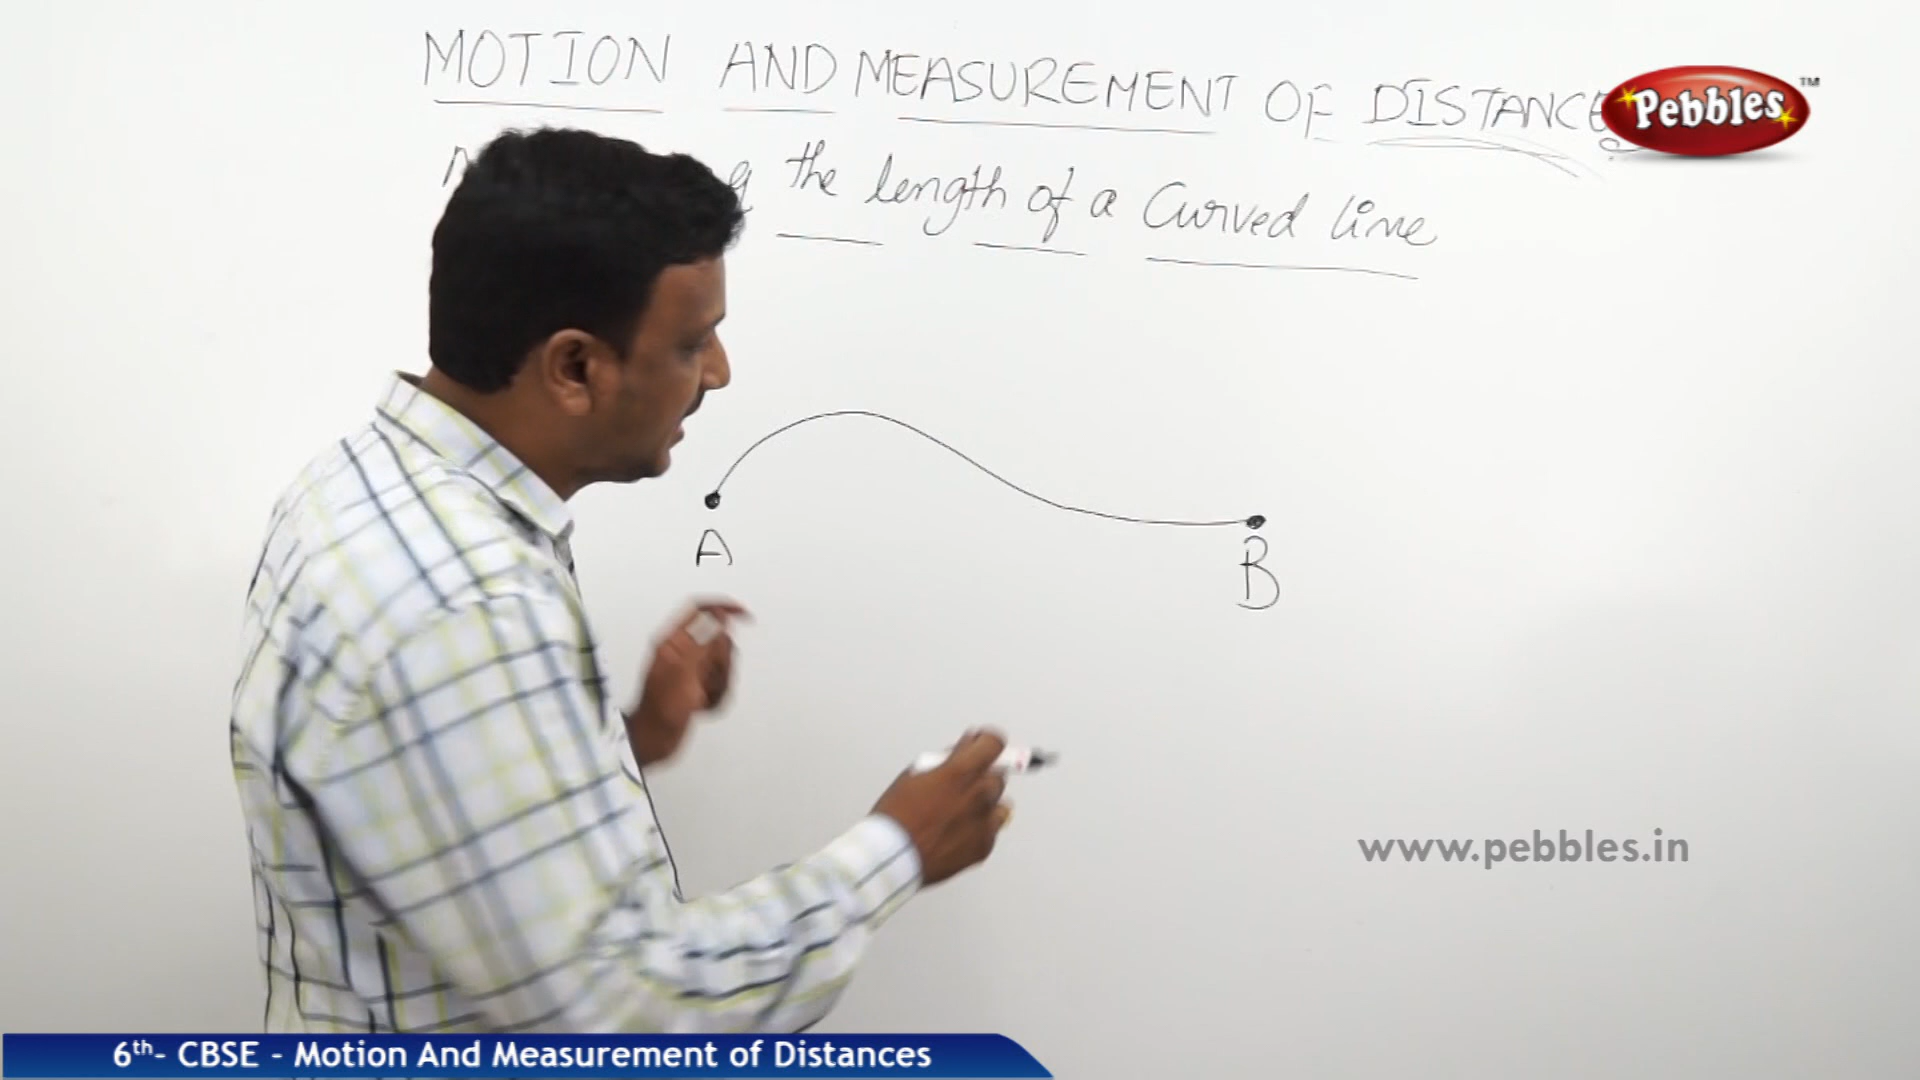 MOTION AND MEASUREMENT OF DISTANCES
Pebbles™
the length of a Curved line
A
B
www.pebbles.in
6th- CBSE - Motion And Measurement of Distances